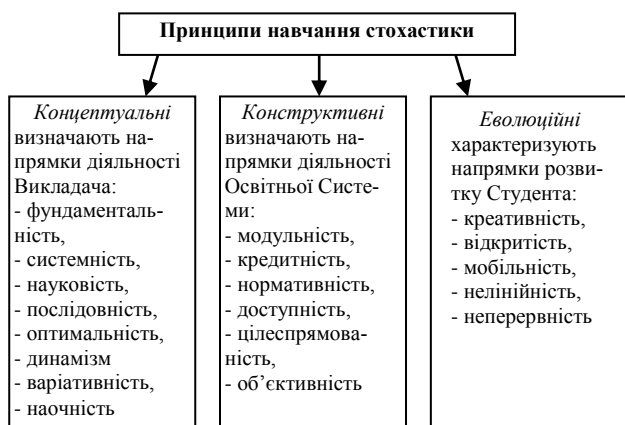 Принципи навчання стохастики
Концептуальні
визначають на-
прямки діяльності
Викладача:
- фундаменталь-
ність,
- системність,
- науковість,
- послідовність,
- оптимальність,
- динамізм
- варіативність,
- наочність
Конструктивні
визначають на-
прямки діяльності
Освітньої Систе-
ми:
- модульність,
- кредитність,
- нормативність,
- доступність,
- цілеспрямова-
ність,
- об’єктивність
Еволюційні
характеризують
напрямки розви-
тку Студента:
- креативність,
- відкритість,
- мобільність,
- нелінійність,
- неперервність